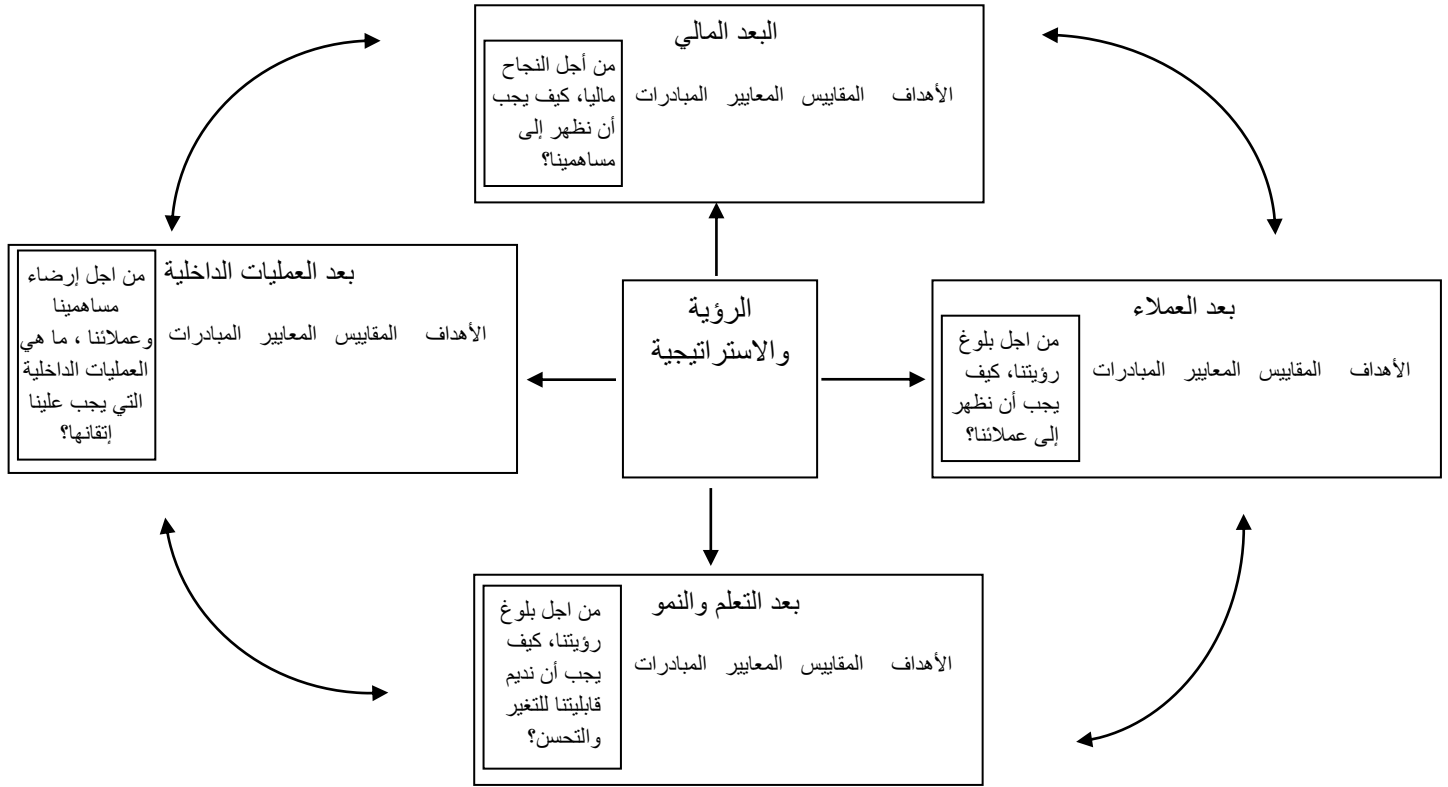 البعد المالي
الأهداف المقاييس المعايير المبادرات
من أجل النجاح
ماليا، كيف يجب
أن نظهر إلى
مساهمينا؟
بعد العملاء
الأهداف المقاييس المعايير المبادرات
من اجل بلوغ
رؤيتنا، كيف
يجب أن نظهر
إلى عملائنا؟
الرؤية
والاستراتيجية
بعد العمليات الداخلية
الأهداف المقاييس المعايير المبادرات
من اجل إرضاء
مساهمينا
وعملائنا ، ما هي
العمليات الداخلية
التي يجب علينا
إتقانها؟
بعد التعلم والنمو
الأهداف المقاييس المعايير المبادرات
من اجل بلوغ
رؤيتنا، كيف
يجب أن نديم
قابليتنا للتغير
والتحسن؟